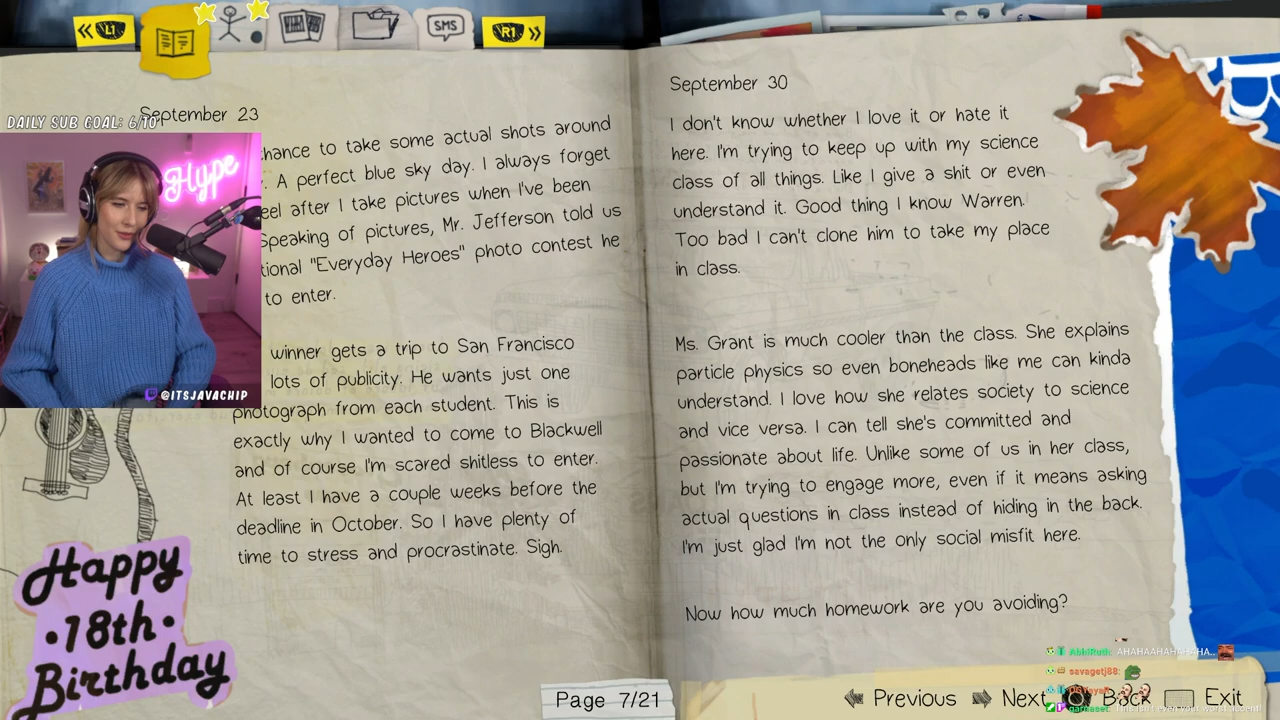 L1
SMS
R1
September 23
DAILY SUB GOAL: 6/10
Hype
@ITSJAVACHIP
hance to take some actual shots around
. A perfect blue sky day. I always forget
eel after I take pictures when I've been
Speaking of pictures, Mr. Jefferson told us
tional "Everyday Heroes" photo contest he
to enter.
winner gets a trip to San Francisco
lots of publicity. He wants just one
photograph from each student. This is
exactly why I wanted to come to Blackwell
and of course I'm scared shitless to enter.
At least I have a couple weeks before the
deadline in October. So I have plenty of
time to stress and procrastinate. Sigh.
Happy
•18th•
Birthday
September 30
I don't know whether I love it or hate it
here. I'm trying to keep up with my science
class of all things. Like I give a shit or even
understand it. Good thing I know Warren.
Too bad I can't clone him to take my place
in class.
Ms. Grant is much cooler than the class. She explains
particle physics so even boneheads like me can kinda
understand. I love how she relates society to science
and vice versa. I can tell she's committed and
passionate about life. Unlike some of us in her class,
but I'm trying to engage more, even if it means asking
actual questions in class instead of hiding in the back.
I'm just glad I'm not the only social misfit here.
Now how much homework are you avoiding?
AbbiRuth: AHAHAAHAHAHAHA..
savagetj88:
Page 7/21
Previous
Next
Back
Exit